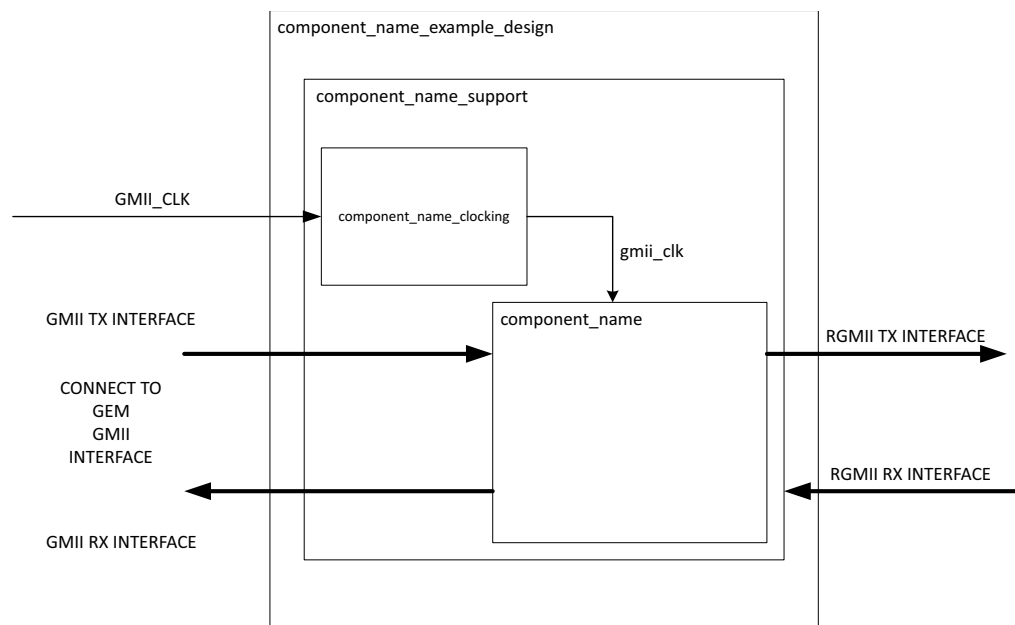 component_name_example_design
component_name_support
GMII_CLK
component_name_clocking
gmii_clk
GMII TX INTERFACE
component_name
RGMII TX INTERFACE
CONNECT TO
GEM
GMII
INTERFACE
RGMII RX INTERFACE
GMII RX INTERFACE